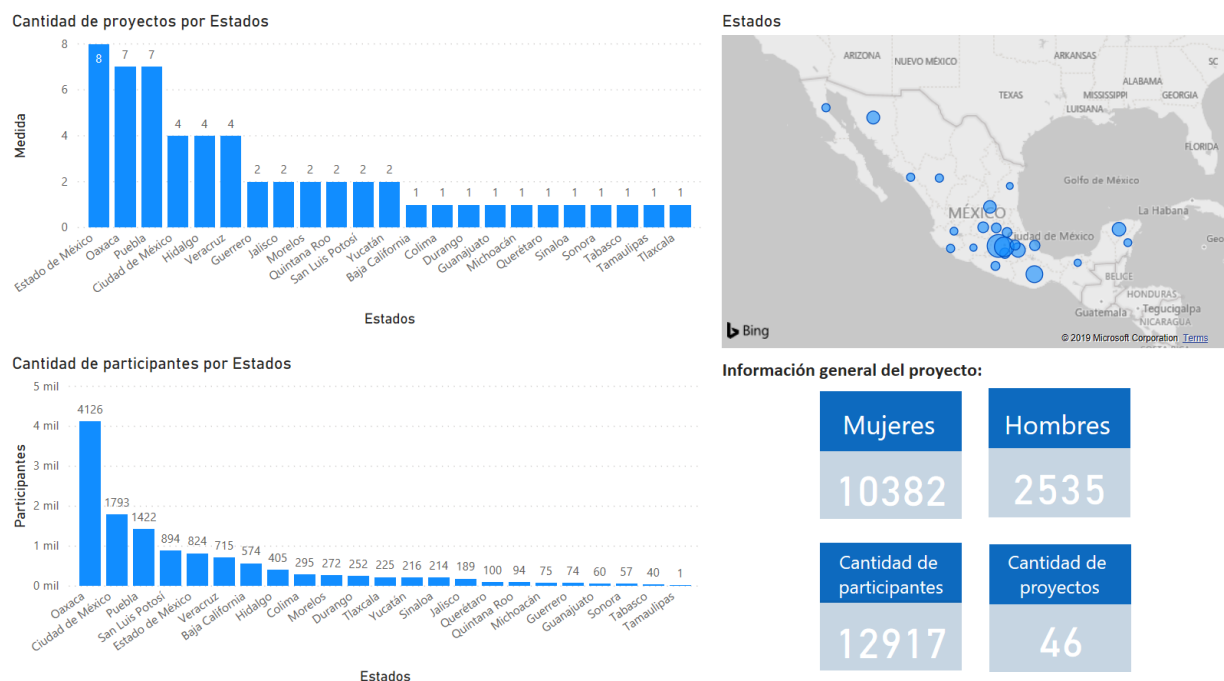 Cantidad de proyectos por Estados
Medida
8
6
4
2
0
8
7
7
4
4
4
2
2
2
2
2
2
1
1
1
1
1
1
1
1
1
1
1
Estado de México
Oaxaca
Puebla
Ciudad de México
Hidalgo
Veracruz
Guerrero
Jalisco
Morelos
Quintana Roo
San Luis Potosí
Yucatán
Baja California
Colima
Durango
Guanajuato
Michoacán
Querétaro
Sinaloa
Sonora
Tabasco
Tamaulipas
Tlaxcala
Estados
Estados
ARIZONA
NUEVO MÉXICO
ARKANSAS
SC
ALABAMA
TEXAS
MISSISSIPPI
GEORGIA
LUISIANA
FLORIDA
Golfo de México
La Habana
MÉXICO
Ciudad de México
Geo
BELICE
HONDURAS
Guatemala
Tegucigalpa
NICARAGUA
Bing
© 2019 Microsoft Corporation Terms
Cantidad de participantes por Estados
Participantes
5 mil
4 mil
3 mil
2 mil
1 mil
0 mil
4126
1793
1422
894
824
715
574
405
295
272
252
225
216
214
189
100
94
75
74
60
57
40
1
Oaxaca
Ciudad de México
Puebla
San Luis Potosí
Estado de México
Veracruz
Baja California
Hidalgo
Colima
Morelos
Durango
Tlaxcala
Yucatán
Sinaloa
Jalisco
Querétaro
Quintana Roo
Michoacán
Guerrero
Guanajuato
Sonora
Tabasco
Tamaulipas
Estados
Información general del proyecto:
Mujeres
10382
Hombres
2535
Cantidad de
participantes
12917
Cantidad de
proyectos
46